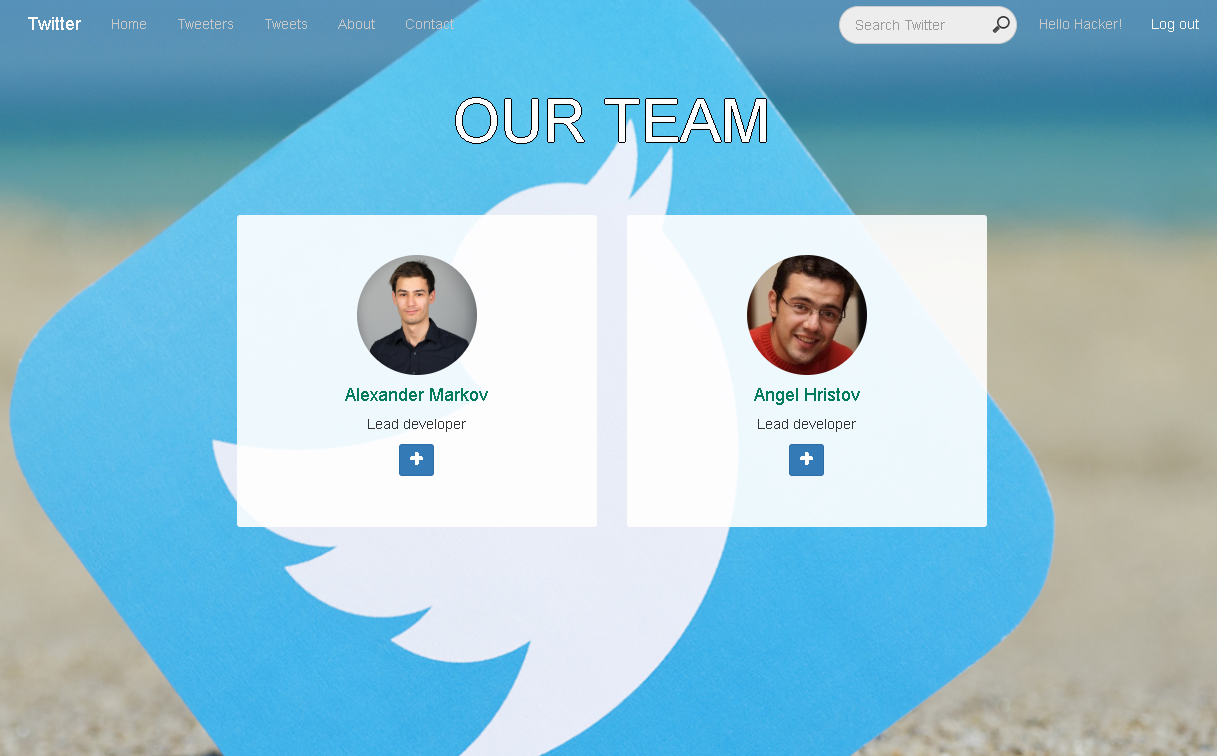 Twitter Home Tweeters Tweets About Contact Search Twitter Hello Hacker! Log out
OUR TEAM
Alexander Markov
Lead developer
Angel Hristov
Lead developer